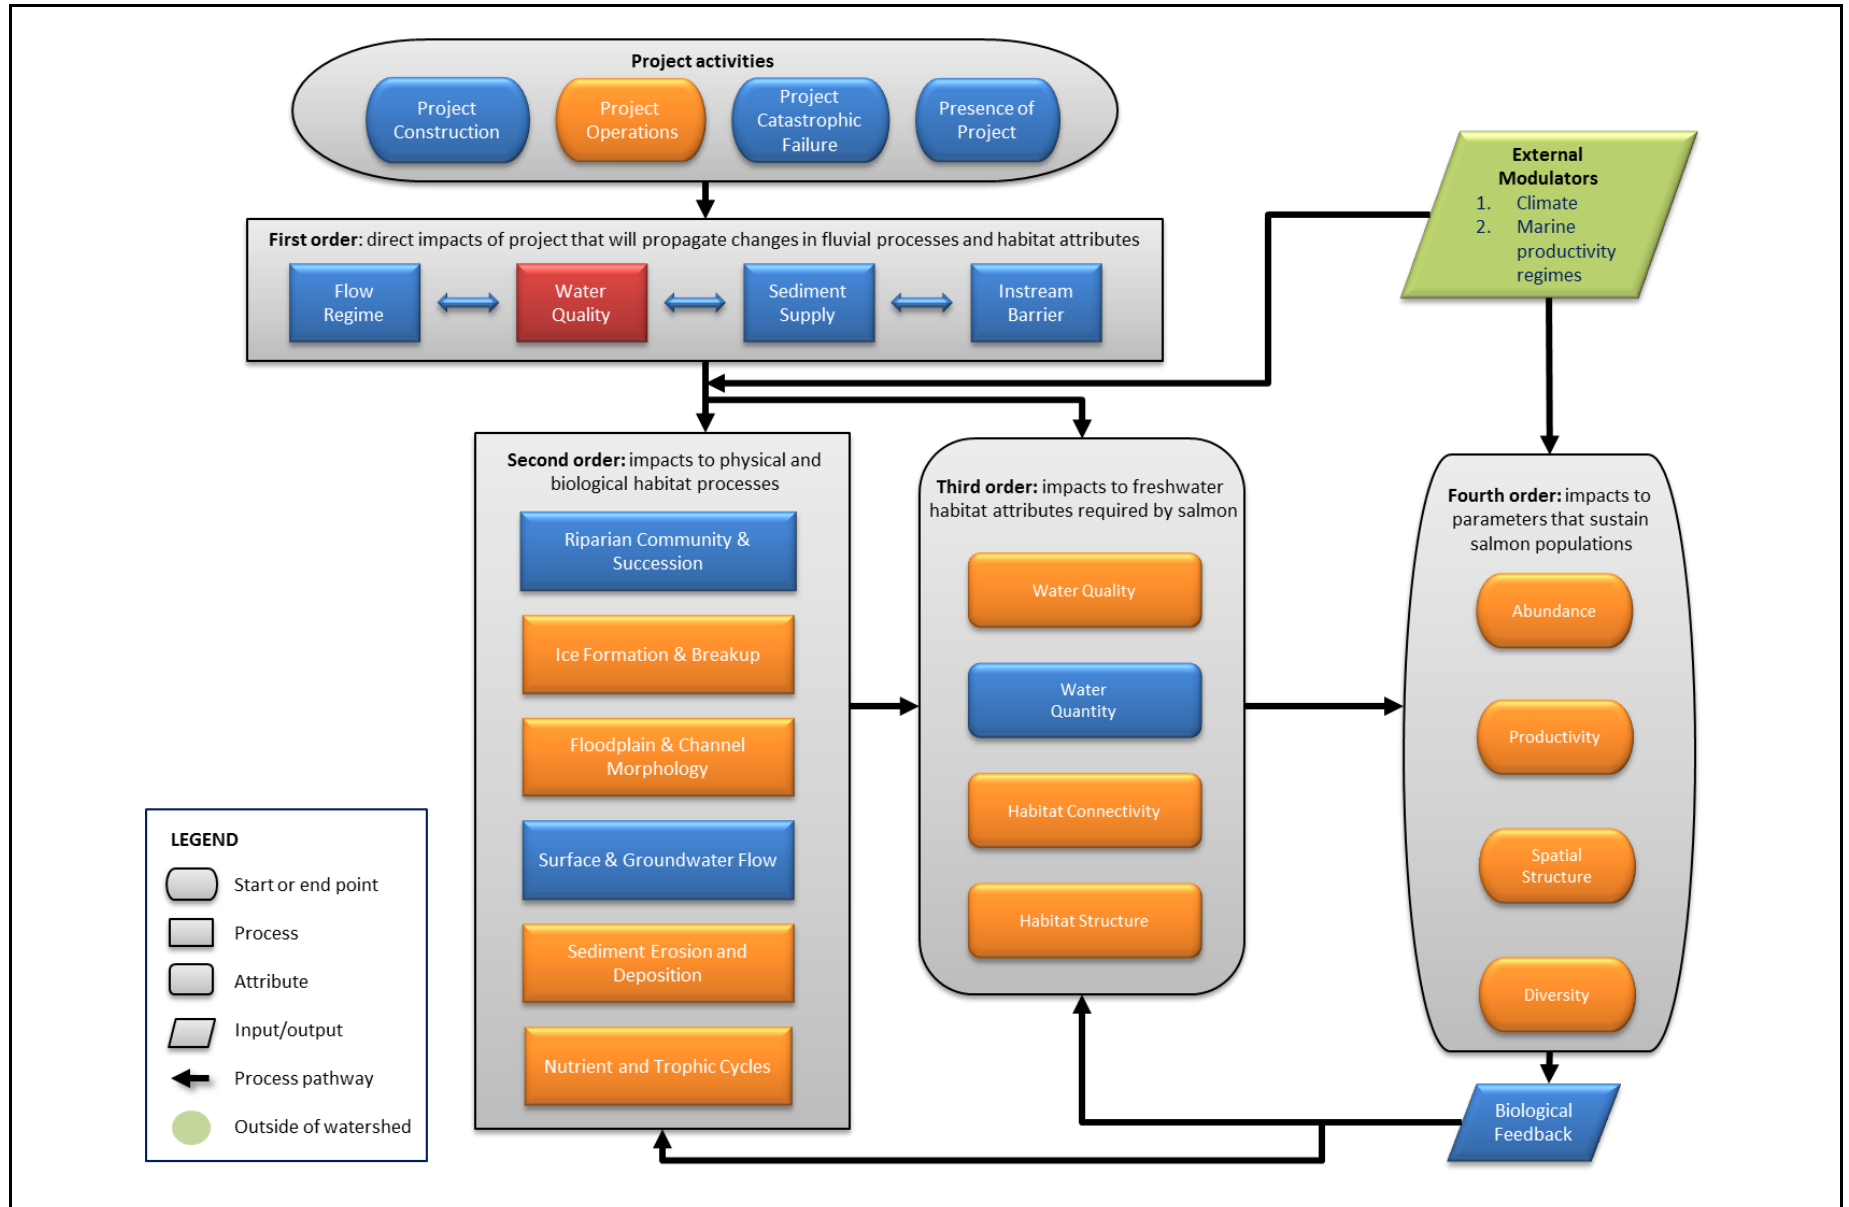 Project activities
Project
Construction
Project
Operations
Project
Catastrophic
Failure
Presence of
Project
External
Modulators
1. Climate
2. Marine
productivity
regimes
First order: direct impacts of project that will propagate changes in fluvial processes and habitat attributes
Flow
Regime
Water
Quality
Sediment
Supply
Instream
Barrier
Second order: impacts to physical and
biological habitat processes
Riparian Community &
Succession
Ice Formation & Breakup
Floodplain & Channel
Morphology
Surface & Groundwater Flow
Sediment Erosion and
Deposition
Nutrient and Trophic Cycles
Third order: impacts to freshwater
habitat attributes required by salmon
Water Quality
Water
Quantity
Habitat Connectivity
Habitat Structure
Fourth order: impacts to
parameters that sustain
salmon populations
Abundance
Productivity
Spatial
Structure
Diversity
Biological
Feedback
LEGEND
Start or end point
Process
Attribute
Input/output
Process pathway
Outside of watershed